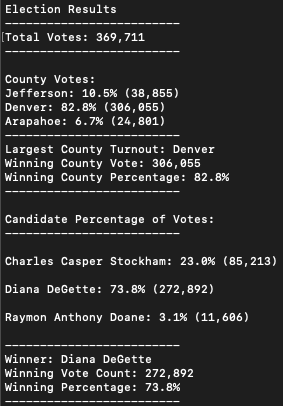 Election Results
-------------------------
Total Votes: 369,711
-------------------------
County Votes:
Jefferson: 10.5% (38,855)
Denver: 82.8% (306,055)
Arapahoe: 6.7% (24,801)
-------------------------
Largest County Turnout: Denver
Winning County Vote: 306,055
Winning County Percentage: 82.8%
-------------------------
Candidate Percentage of Votes:
-------------------------
Charles Casper Stockham: 23.0% (85,213)
Diana DeGette: 73.8% (272,892)
Raymon Anthony Doane: 3.1% (11,606)
-------------------------
Winner: Diana DeGette
Winning Vote Count: 272,892
Winning Percentage: 73.8%